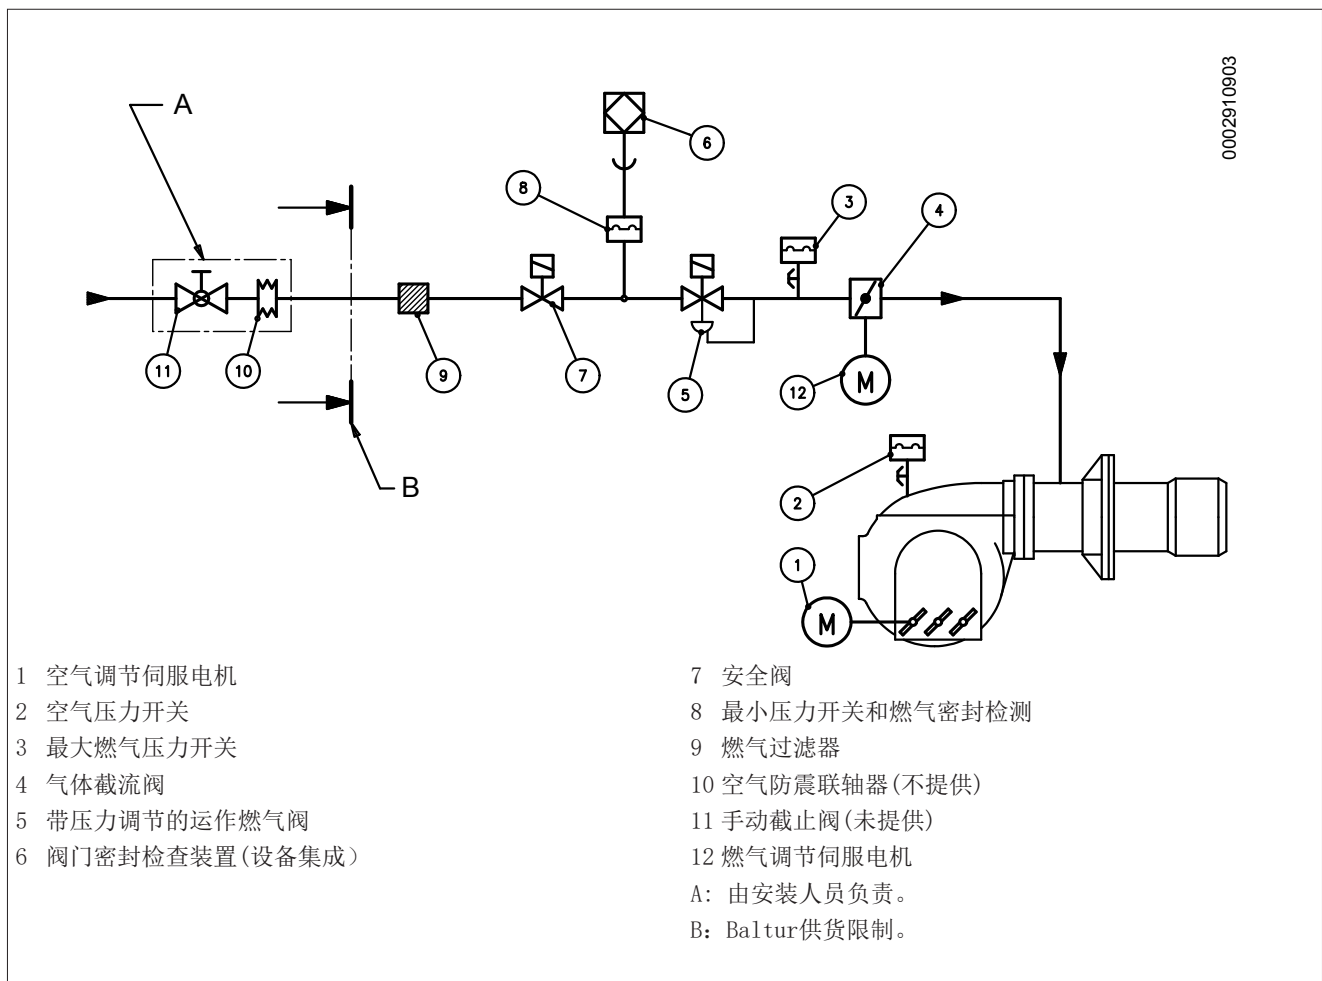 A
0002910903
6
8
3
4
11
10
9
7
5
12
M
B
2
1
M
1 空气调节伺服电机
2 空气压力开关
3 最大燃气压力开关
4 气体截流阀
5 带压力调节的运作燃气阀
6 阀门密封检查装置(设备集成）
7 安全阀
8 最小压力开关和燃气密封检测
9 燃气过滤器
10 空气防震联轴器(不提供)
11 手动截止阀(未提供)
12 燃气调节伺服电机
A: 由安装人员负责。
B: Baltur供货限制。